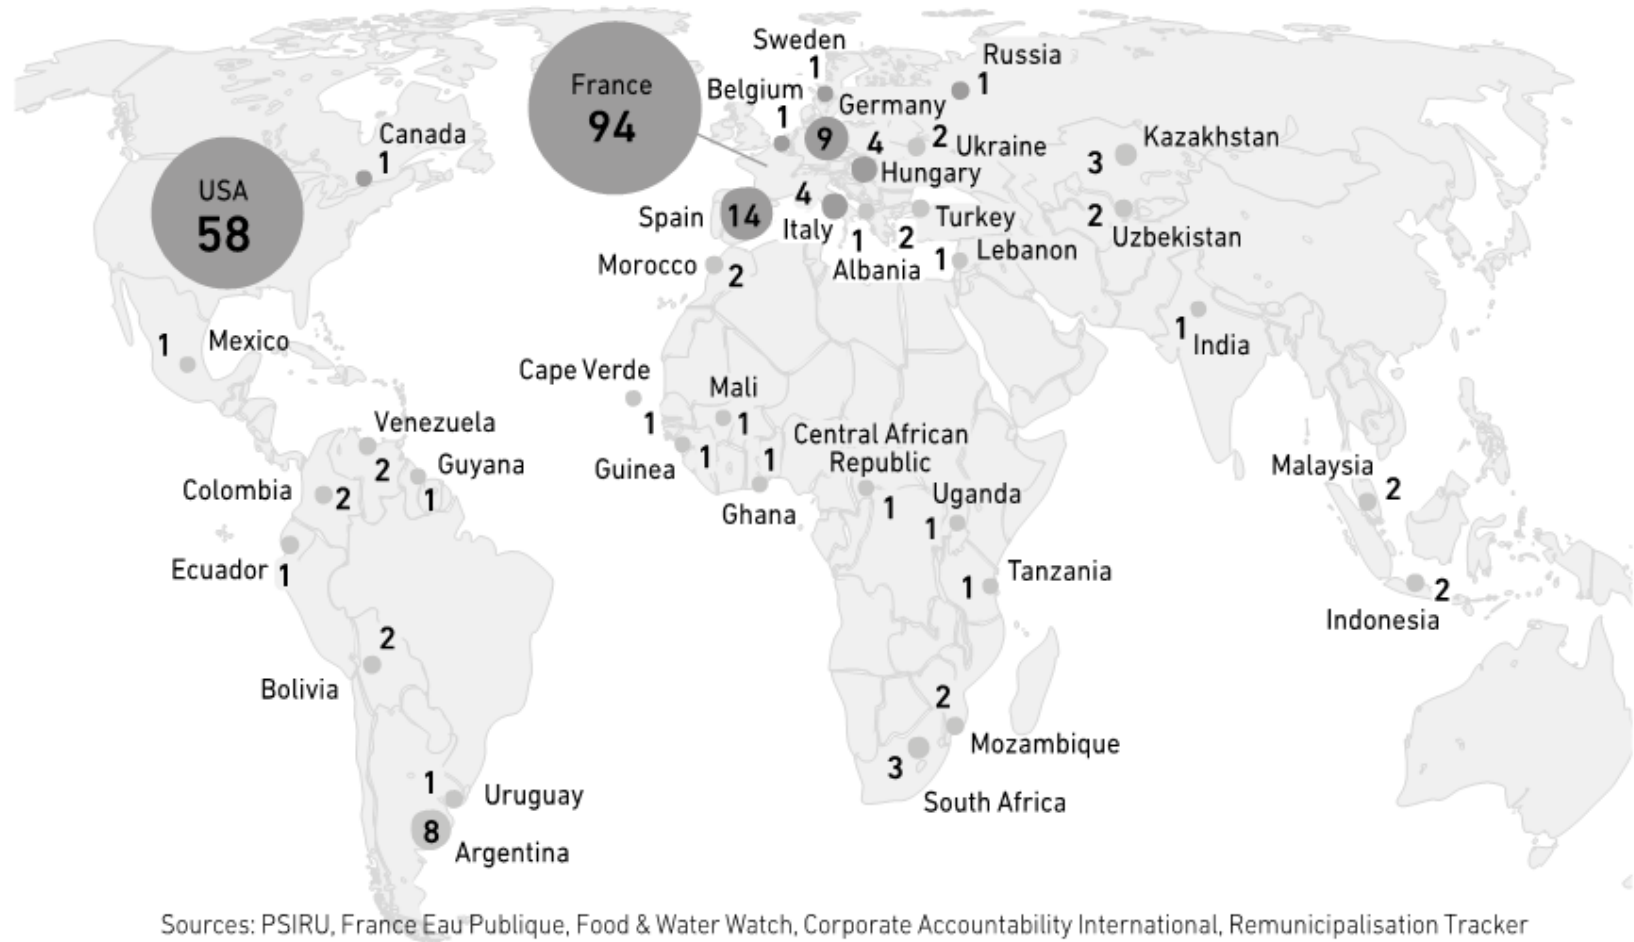 Sweden
1
Russia
1
France
94
Belgium
1
Germany
9
Canada
1
4
Hungary
2
Ukraine
Kazakhstan
3
USA
58
Spain
14
4
Italy
1
Albania
Turkey
2
2
Uzbekistan
Lebanon
1
Morocco
2
1
Mexico
1
India
Cape Verde
1
Mali
1
Venezuela
2
Guyana
1
Colombia
2
Guinea
1
1
Ghana
Central African
Republic
1
Uganda
1
Malaysia
2
Ecuador
1
1
Tanzania
2
Indonesia
2
Bolivia
2
Mozambique
3
South Africa
1
Uruguay
8
Argentina
Sources: PSIRU, France Eau Publique, Food & Water Watch, Corporate Accountability International, Remunicipalisation Tracker